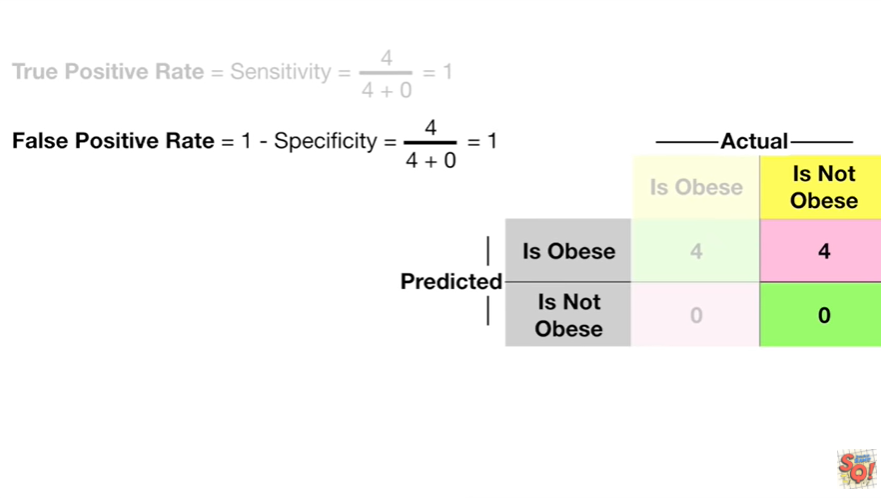 True Positive Rate = Sensitivity = 4 / 4 + 0 = 1
False Positive Rate = 1 - Specificity = 4 / 4 + 0 = 1
Actual
Is Obese
Is Not
Obese
Is Obese 4 4
Predicted
Is Not
Obese 0 0
SQ!